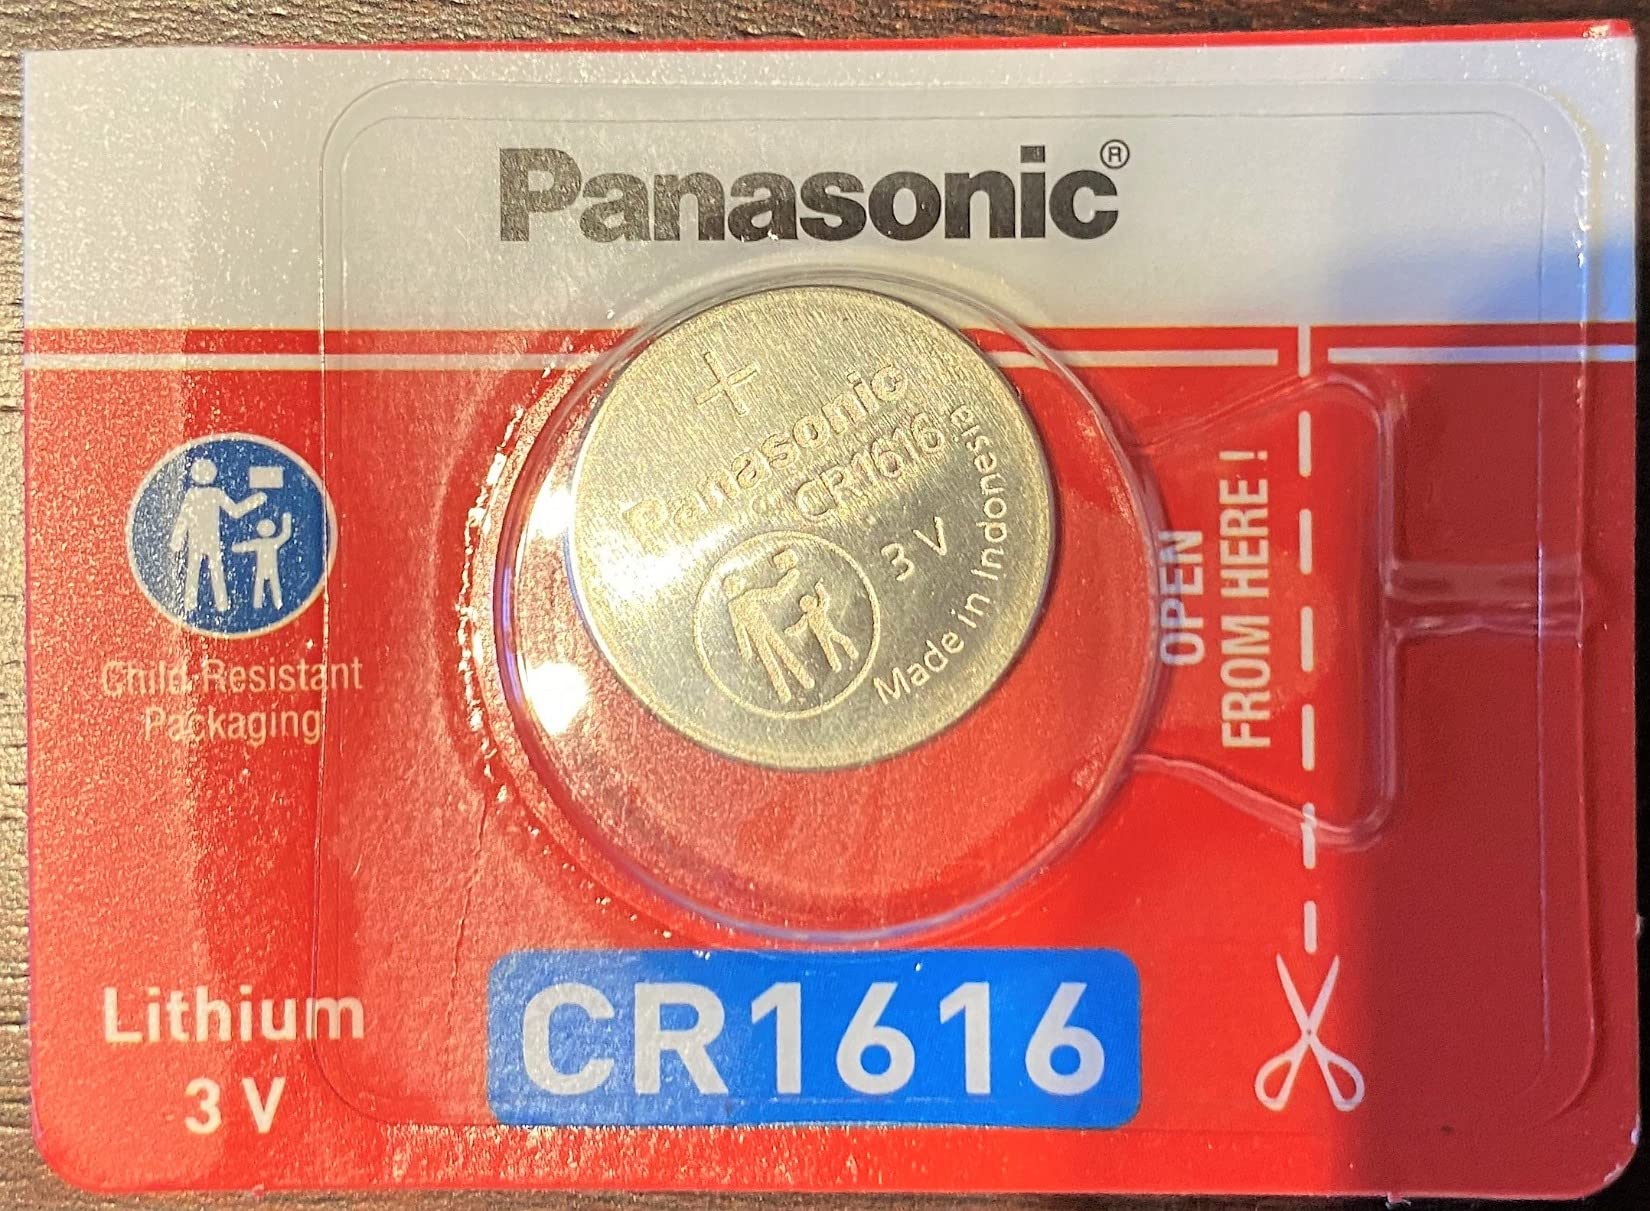 Panasonic®
+
Panasonic
CR1616
3 V
Made in Indonesia
OPEN
FROM HERE!
Child-Resistant
Packaging
Lithium
3 V
CR1616